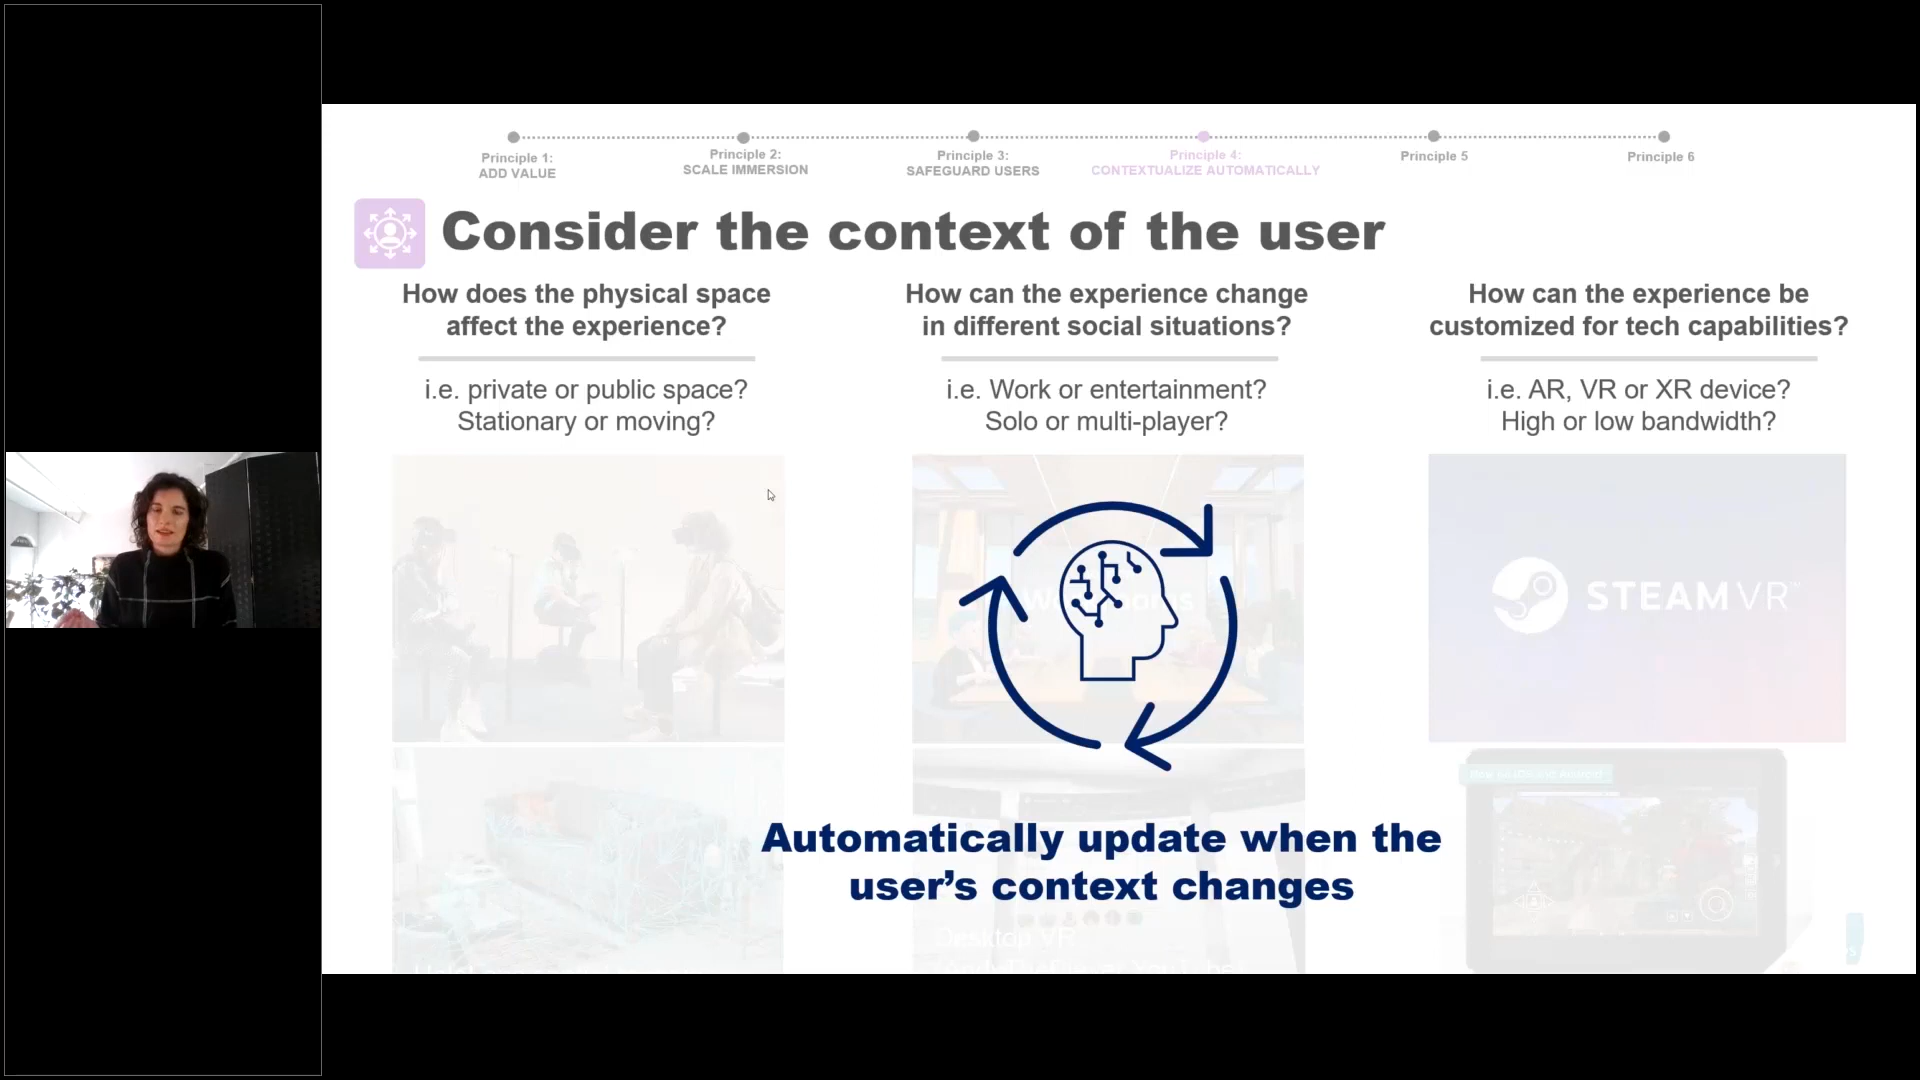 Principle 1:
ADD VALUE
Principle 2:
SCALE IMMERSION
Principle 3:
SAFEGUARD USERS
Principle 4:
CONTEXTUALIZE AUTOMATICALLY
Principle 5
Principle 6
Consider the context of the user
How does the physical space
affect the experience?
i.e. private or public space?
Stationary or moving?
How can the experience change
in different social situations?
i.e. Work or entertainment?
Solo or multi-player?
How can the experience be
customized for tech capabilities?
i.e. AR, VR or XR device?
High or low bandwidth?
STEAM VR
Automatically update when the
user’s context changes
Desktop VR